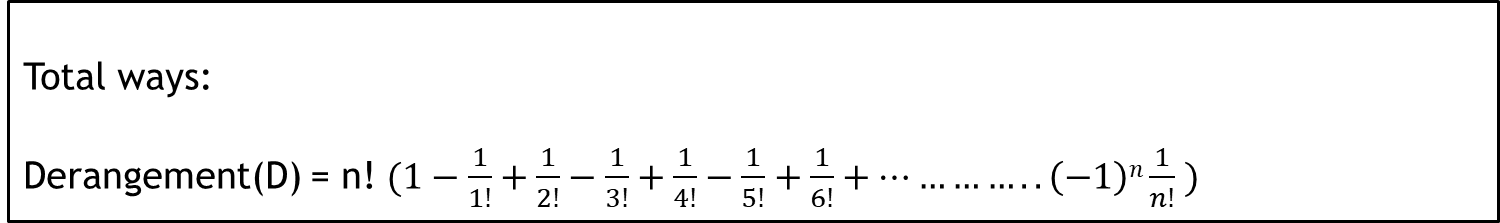 Total ways:
Derangement(D) = n! (1 − 1/1! + 1/2! − 1/3! + 1/4! − 1/5! + 1/6! + ⋯ … … … . . (−1)ⁿ 1/n! )